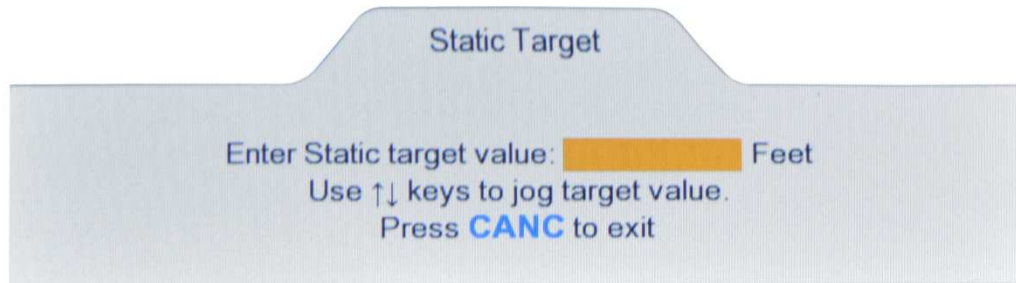 Static Target
Enter Static target value: Feet
Use ↑↓ keys to jog target value.
Press CANC to exit